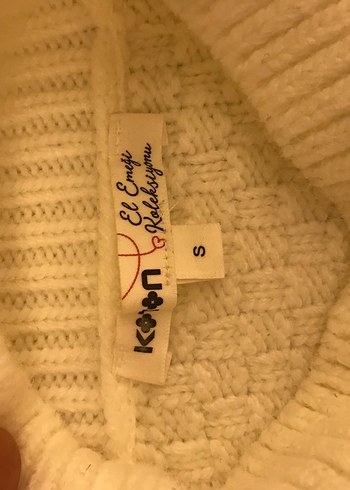 El Emeği
Koleksiyonu
KOTON
S